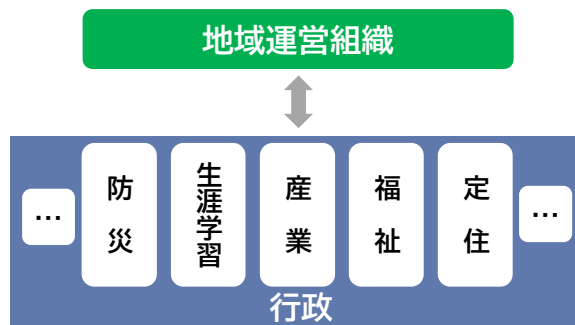 地域運営組織
…
防災
生涯学習
産業
福祉
定住
…
行政